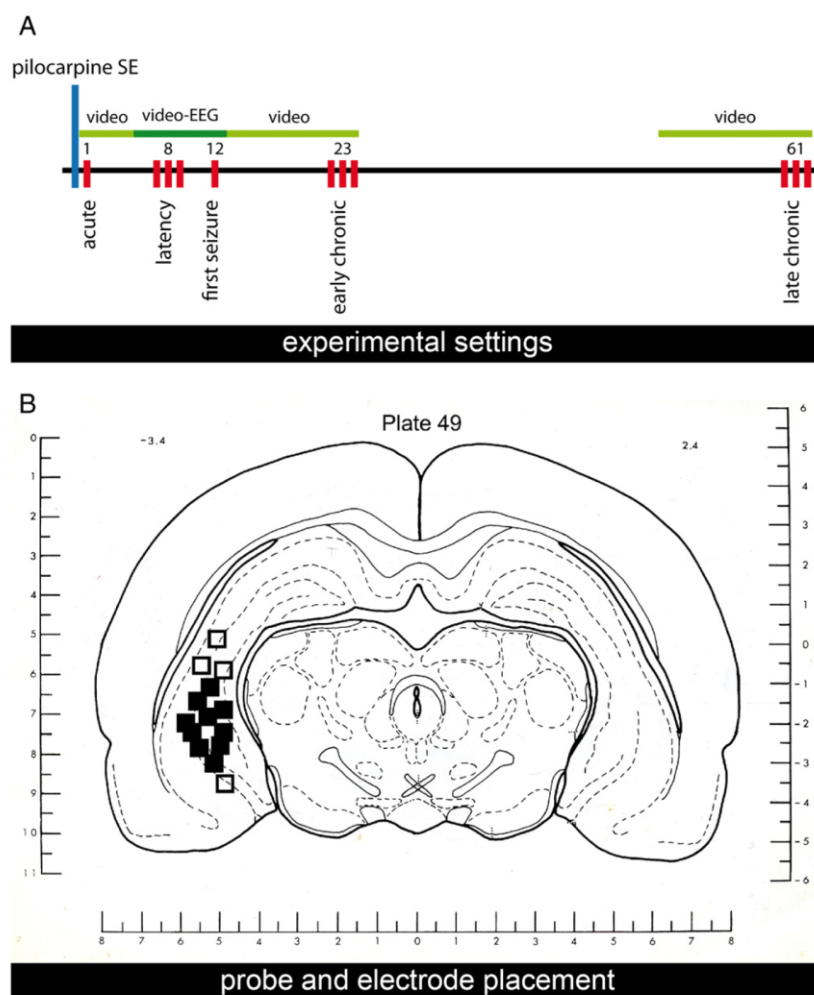 A
pilocarpine SE
video video-EEG video video
1 8 12 23 61
acute
latency
first seizure
early chronic
late chronic
experimental settings
B
Plate 49
-3.4
2.4
0
1
2
3
4
5
6
7
8
9
10
11
6
5
4
3
2
1
0
-1
-2
-3
-4
-5
-6
8 7 6 5 4 3 2 1 0 1 2 3 4 5 6 7 8
probe and electrode placement